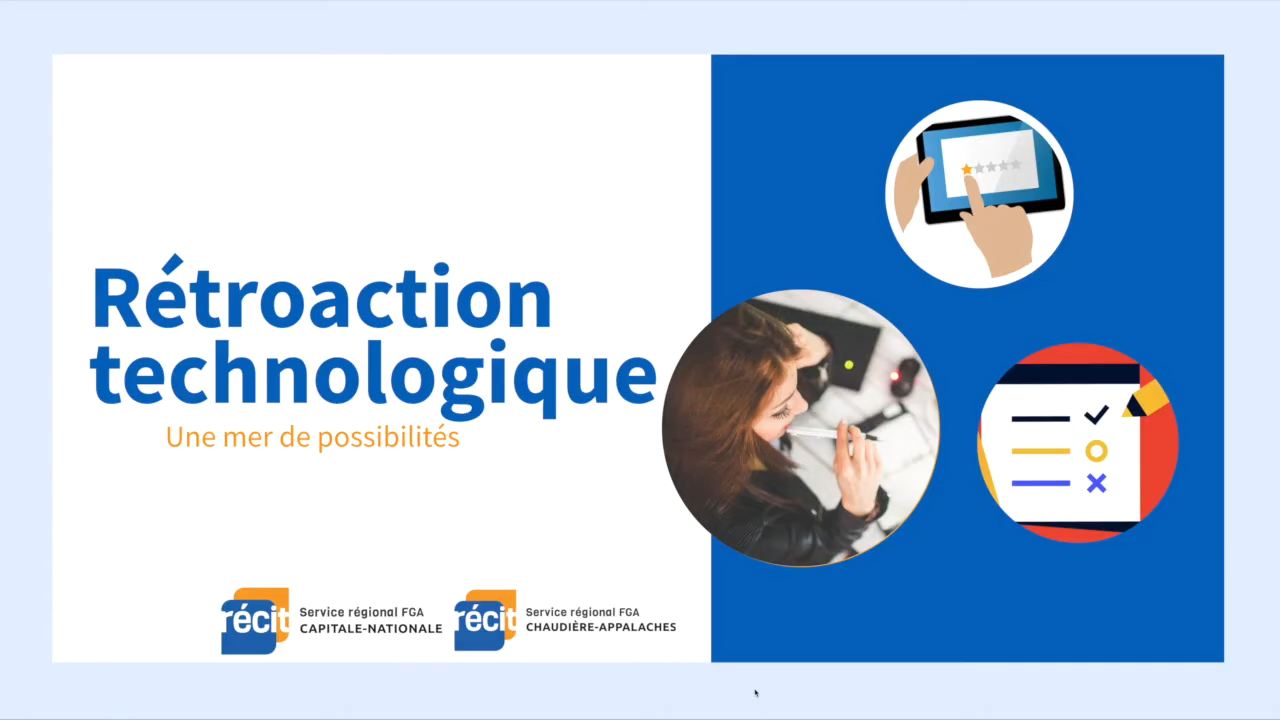 Rétroaction
technologique
Une mer de possibilités
récit
Service régional FGA
CAPITALE-NATIONALE
récit
Service régional FGA
CHAUDIÈRE-APPALACHES